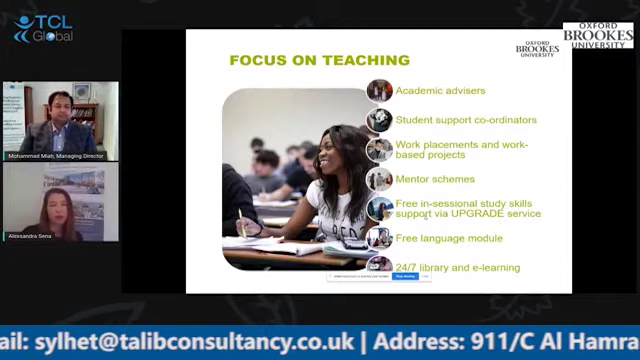 TCL
Global
OXFORD
BROOKES
UNIVERSITY
OXFORD
BROOKES
UNIVERSITY
FOCUS ON TEACHING
Academic advisers
Student support co-ordinators
Work placements and work-
based projects
Mentor schemes
Free in-sessional study skills
support via UPGRADE service
Free language module
24/7 library and e-learning
Mohammad Miah, Managing Director
Alexsandra Sena
ail: sylhet@talibconsultancy.co.uk | Address: 911/C Al Hamra